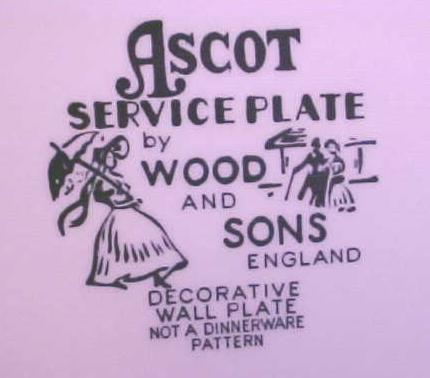 ASCOT
SERVICE PLATE
by
WOOD
AND
SONS
ENGLAND
DECORATIVE
WALL PLATE
NOT A DINNERWARE
PATTERN